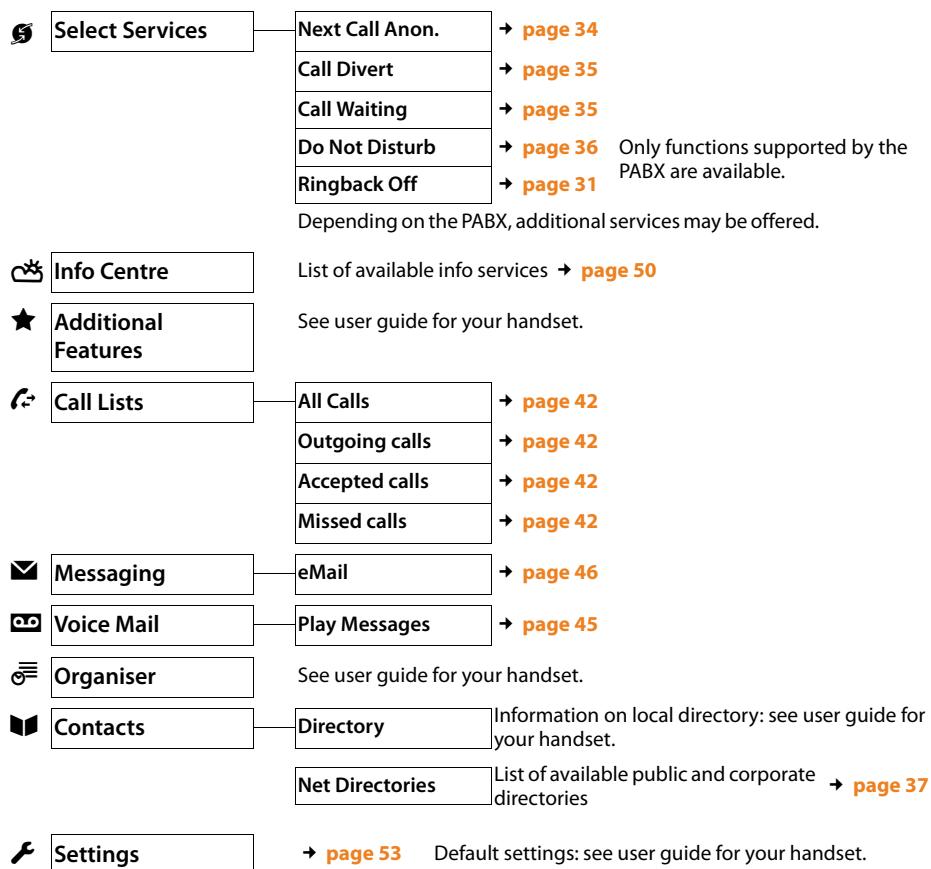 Select Services Next Call Anon. → page 34
Call Divert → page 35
Call Waiting → page 35
Do Not Disturb → page 36 Only functions supported by the
PABX are available.
Ringback Off → page 31
Depending on the PABX, additional services may be offered.
Info Centre List of available info services → page 50
Additional See user guide for your handset.
Features
Call Lists All Calls → page 42
Outgoing calls → page 42
Accepted calls → page 42
Missed calls → page 42
Messaging eMail → page 46
Voice Mail Play Messages → page 45
Organiser See user guide for your handset.
Contacts Directory Information on local directory: see user guide for
your handset.
Net Directories List of available public and corporate → page 37
directories
Settings → page 53 Default settings: see user guide for your handset.